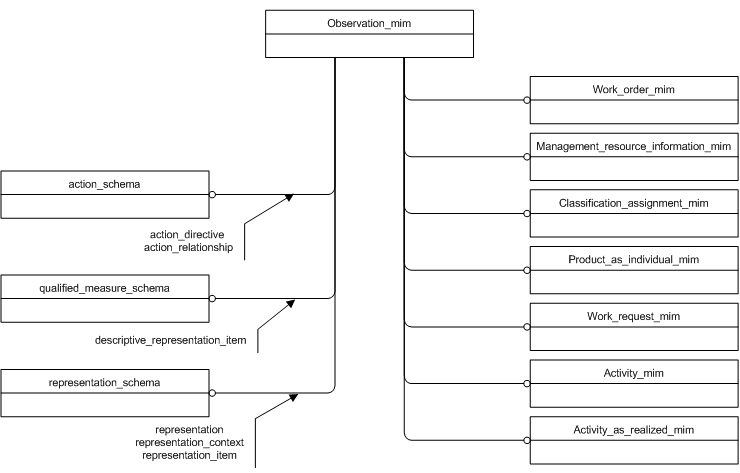 Observation_mim
Work_order_mim
Management_resource_information_mim
action_schema
Classification_assignment_mim
action_directive
action_relationship
Product_as_individual_mim
qualified_measure_schema
Work_request_mim
descriptive_representation_item
Activity_mim
representation_schema
Activity_as_realized_mim
representation
representation_context
representation_item